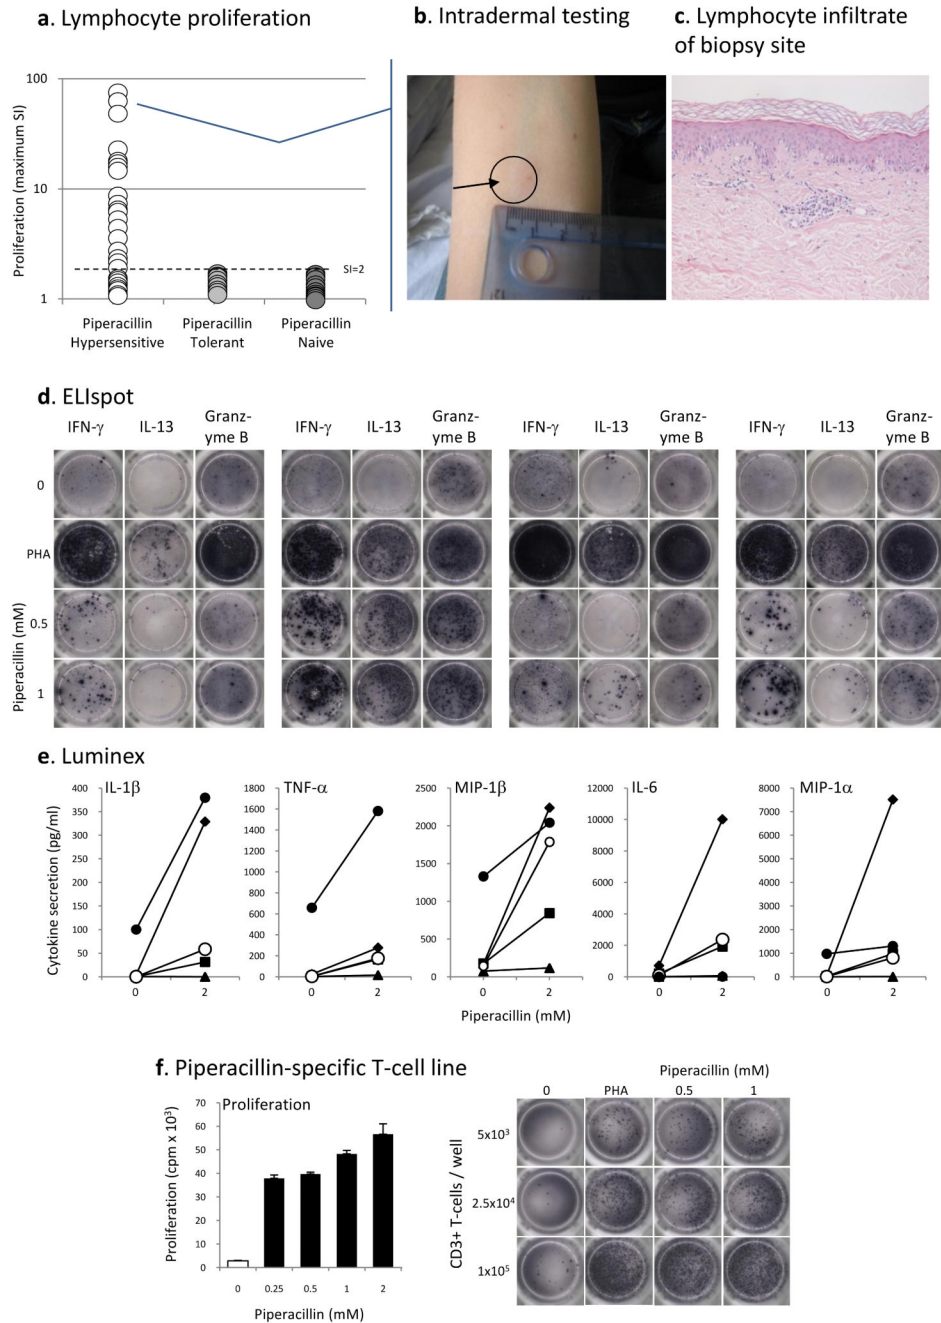 a. Lymphocyte proliferation
b. Intradermal testing
c. Lymphocyte infiltrate
of biopsy site
Proliferation (maximum SI)
100
10
1
SI=2
Piperacillin
Hypersensitive
Piperacillin
Tolerant
Piperacillin
Naive
d. ELIspot
IFN-γ IL-13 Granz-
yme B
IFN-γ IL-13 Granz-
yme B
IFN-γ IL-13 Granz-
yme B
IFN-γ IL-13 Granz-
yme B
0
PHA
0.5
1
Piperacillin (mM)
e. Luminex
Cytokine secretion (pg/ml)
IL-1β
400
350
300
250
200
150
100
50
0
0 2
TNF-α
1800
1600
1400
1200
1000
800
600
400
200
0
0 2
MIP-1β
2500
2000
1500
1000
500
0
0 2
IL-6
12000
10000
8000
6000
4000
2000
0
0 2
MIP-1α
8000
7000
6000
5000
4000
3000
2000
1000
0
0 2
Piperacillin (mM)
f. Piperacillin-specific T-cell line
Proliferation
Proliferation (cpm x 10³)
70
60
50
40
30
20
10
0
0 0.25 0.5 1 2
Piperacillin (mM)
Piperacillin (mM)
0 PHA 0.5 1
CD3+ T-cells / well
5x10³
2.5x10⁴
1x10⁵